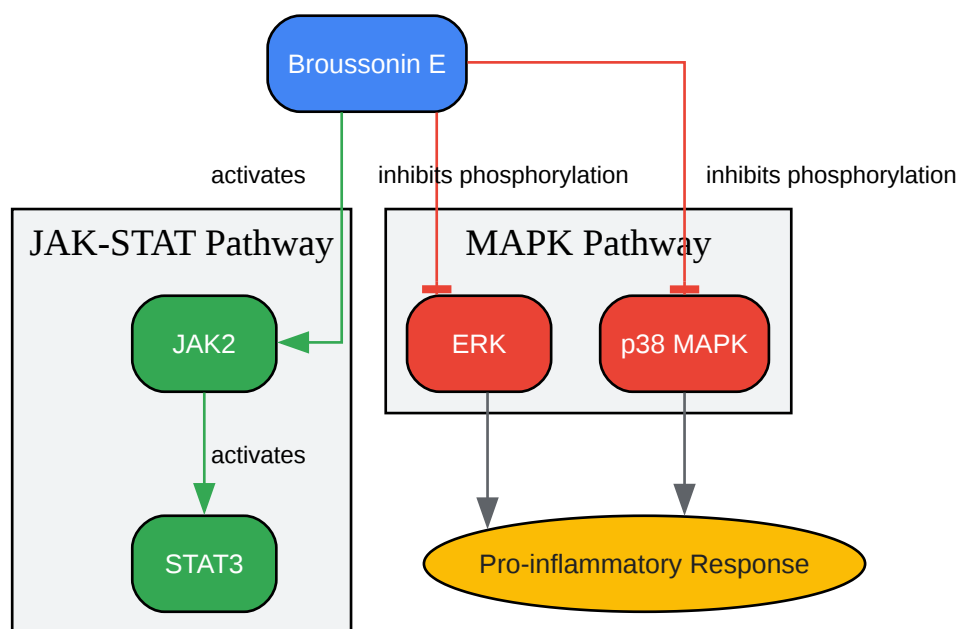 Broussonin E
activates
inhibits phosphorylation
inhibits phosphorylation
JAK-STAT Pathway
MAPK Pathway
JAK2
ERK
p38 MAPK
activates
STAT3
Pro-inflammatory Response